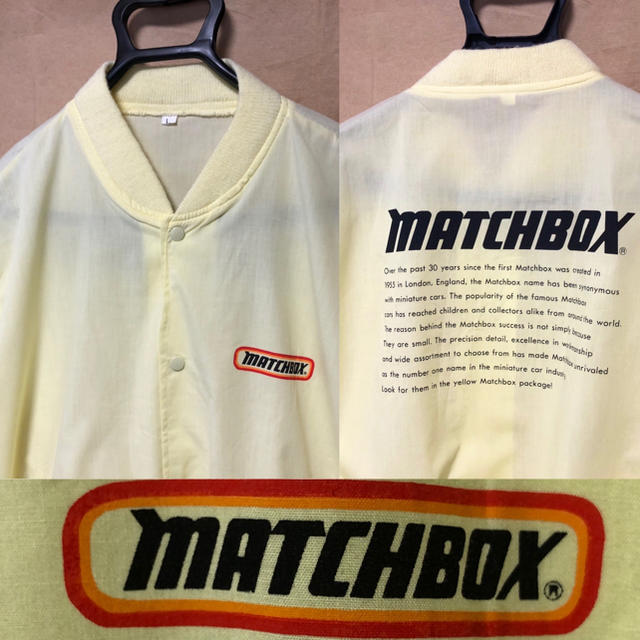 L
MATCHBOX
MATCHBOX®
Over the past 30 years since the first Matchbox was created in
1953 in London, England, the Matchbox name has been synonymous
with miniature cars. The popularity of the famous Matchbox
cars has reached children and collectors alike from around the world.
The reason behind the Matchbox success is not simply because
They are small. The precision detail, excellence in workmanship
and wide assortment to choose from has made Matchbox unrivaled
as the number one name in the miniature car industry.
Look for them in the yellow Matchbox package!
MATCHBOX®